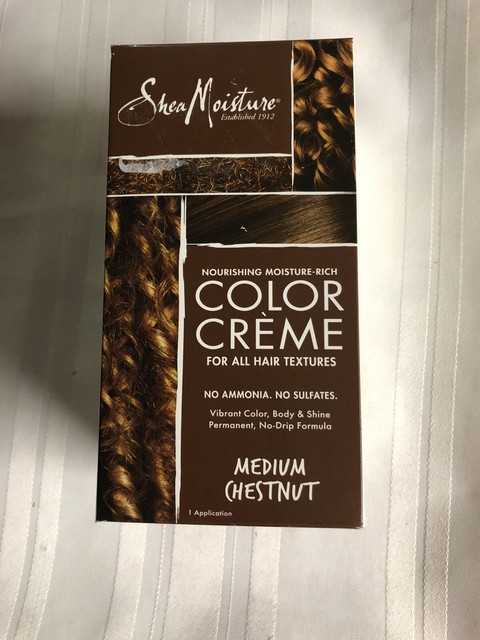 SheaMoisture®
Established 1912
NOURISHING MOISTURE-RICH
COLOR
CRÈME
FOR ALL HAIR TEXTURES
NO AMMONIA. NO SULFATES.
Vibrant Color, Body & Shine
Permanent, No-Drip Formula
MEDIUM
CHESTNUT
1 Application